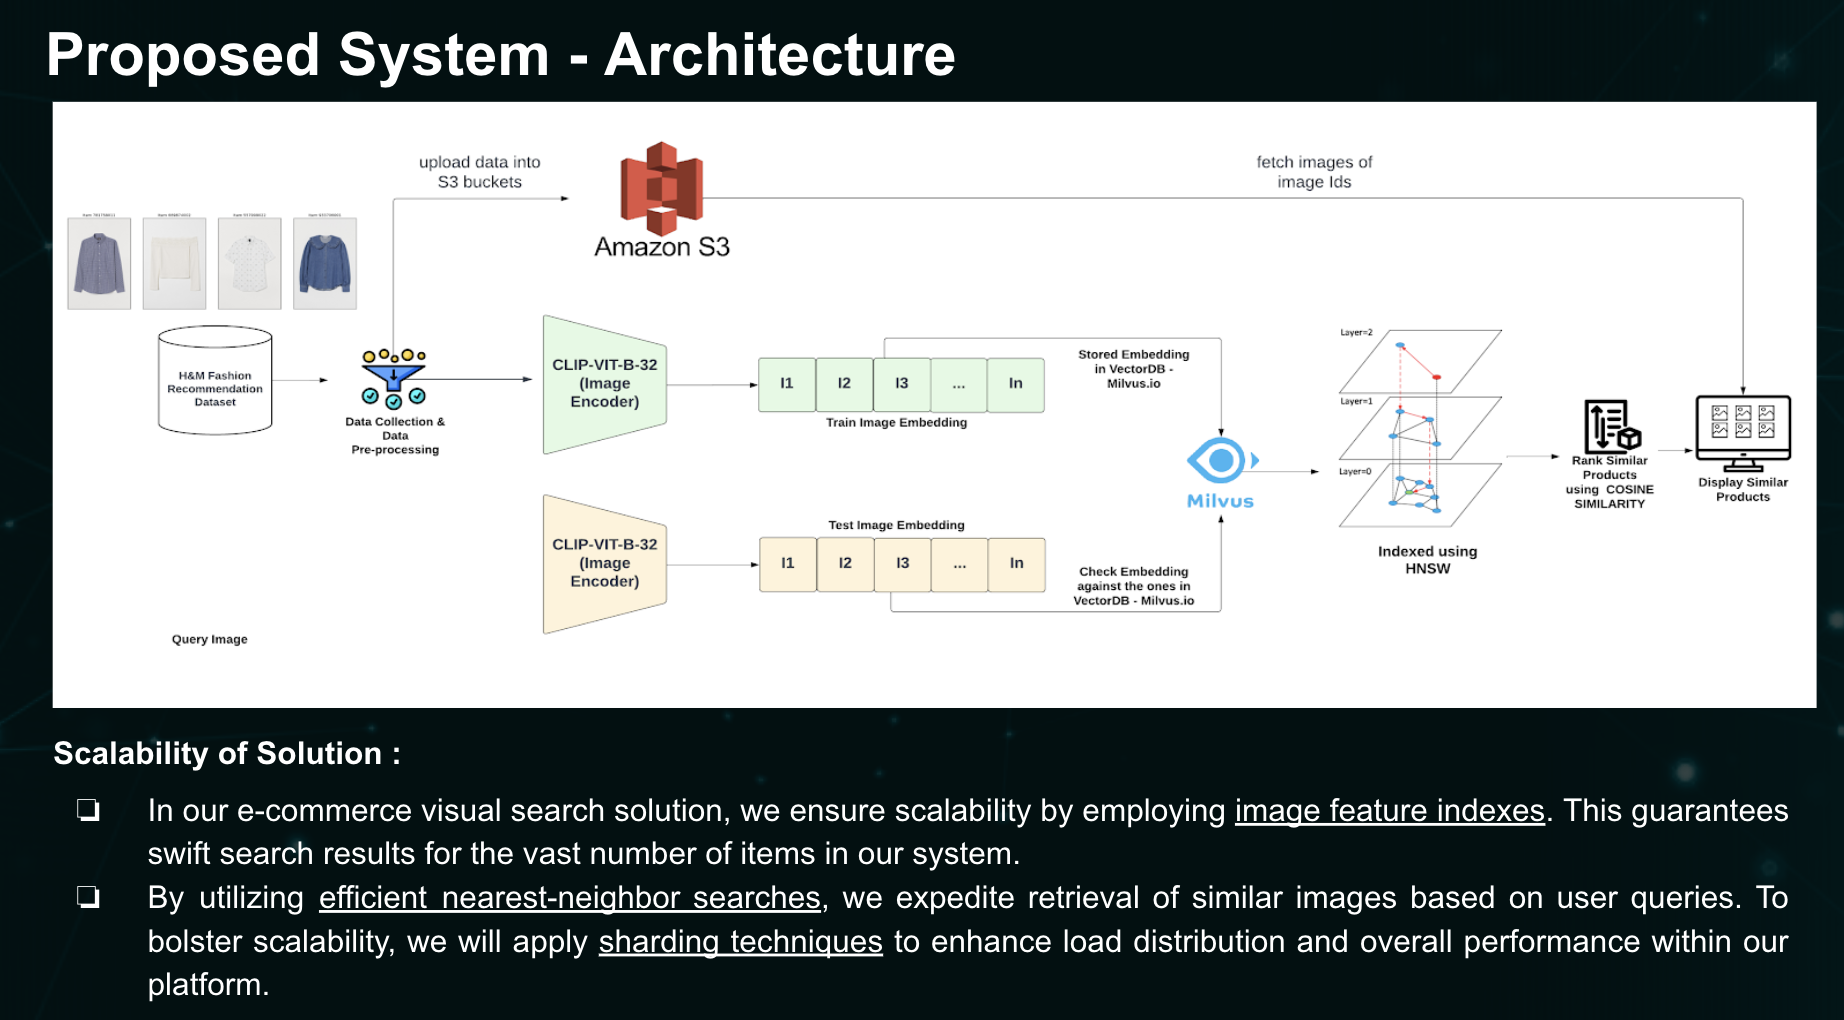 Proposed System - Architecture
upload data into
S3 buckets
Amazon S3
fetch images of
image Ids
H&M Fashion
Recommendation
Dataset
Data Collection &
Data
Pre-processing
CLIP-VIT-B-32
(Image
Encoder)
I1 I2 I3 ... In
Train Image Embedding
Stored Embedding
in VectorDB -
Milvus.io
Milvus
Layer=2
Layer=1
Layer=0
Indexed using
HNSW
Rank Similar
Products
using COSINE
SIMILARITY
Display Similar
Products
Query Image
CLIP-VIT-B-32
(Image
Encoder)
Test Image Embedding
I1 I2 I3 ... In
Check Embedding
against the ones in
VectorDB - Milvus.io
Scalability of Solution :
❏ In our e-commerce visual search solution, we ensure scalability by employing image feature indexes. This guarantees
swift search results for the vast number of items in our system.
❏ By utilizing efficient nearest-neighbor searches, we expedite retrieval of similar images based on user queries. To
bolster scalability, we will apply sharding techniques to enhance load distribution and overall performance within our
platform.